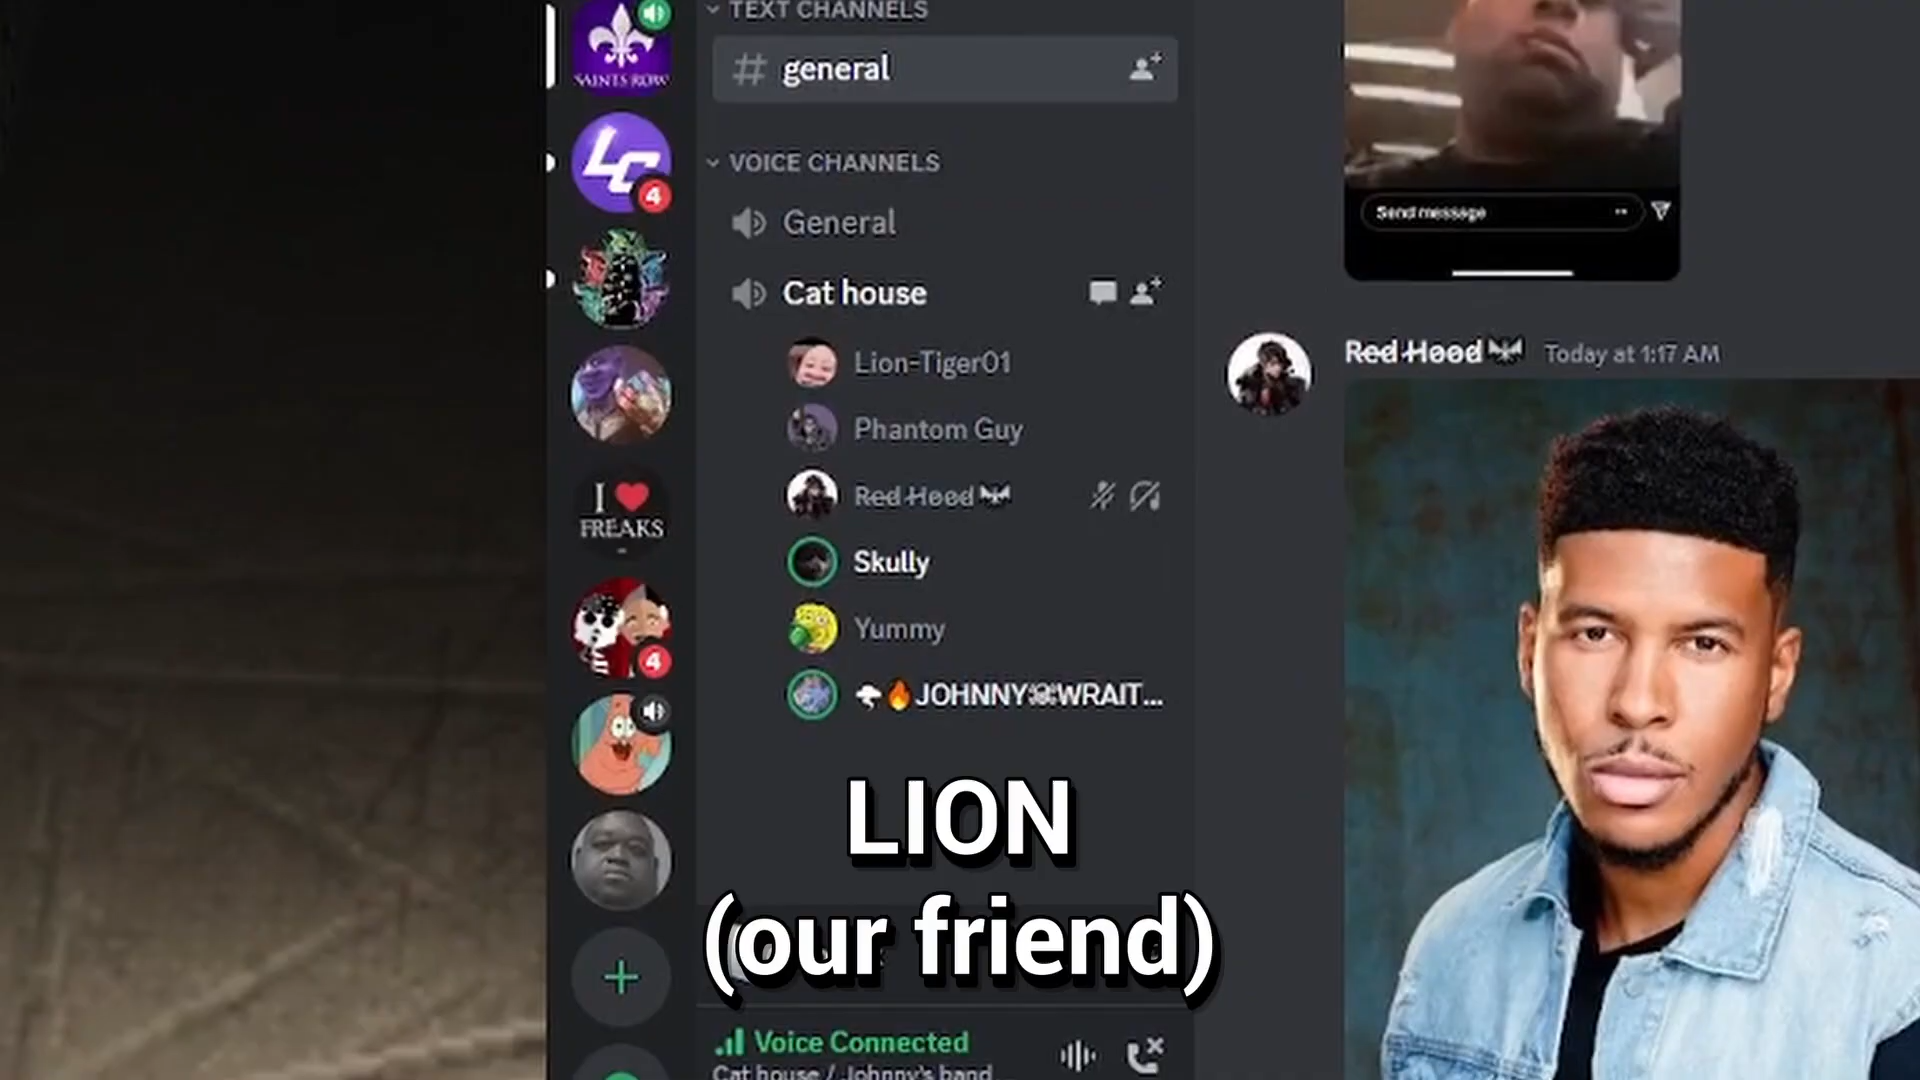 TEXT CHANNELS
general
SAINTS ROW
LC
4
VOICE CHANNELS
General
Send message
Cat house
Lion-Tiger01
Red Hood
Today at 1:17 AM
Phantom Guy
Red Hood
I ❤ FREAKS
Skully
Yummy
4
🌪🔥JOHNNY☠WRAIT...
LION
(our friend)
Voice Connected
Cat house / Johnny's band...